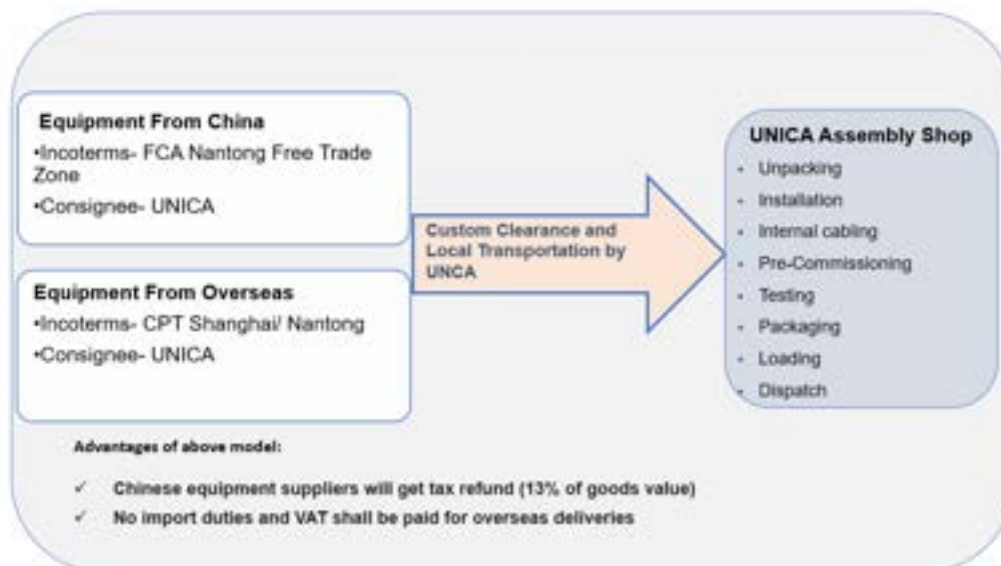 Equipment From China
•Incoterms- FCA Nantong Free Trade
Zone
•Consignee- UNICA
Equipment From Overseas
•Incoterms- CPT Shanghai/ Nantong
•Consignee- UNICA
Custom Clearance and
Local Transportation by
UNCA
UNICA Assembly Shop
- Unpacking
- Installation
- Internal cabling
- Pre-Commissioning
- Testing
- Packaging
- Loading
- Dispatch
Advantages of above model:
✓ Chinese equipment suppliers will get tax refund (13% of goods value)
✓ No import duties and VAT shall be paid for overseas deliveries